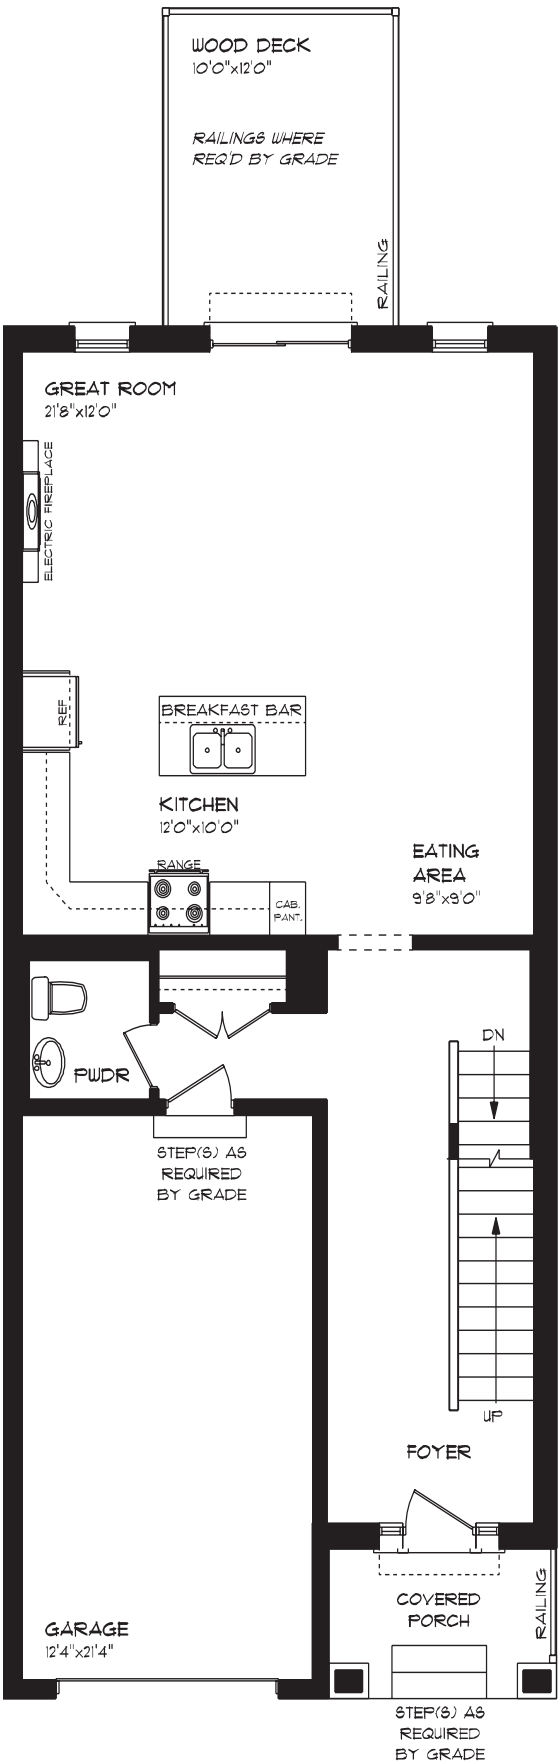 WOOD DECK
10'0"x12'0"
RAILINGS WHERE
REQ'D BY GRADE
RAILING
GREAT ROOM
21'8"x12'0"
ELECTRIC FIREPLACE
REF.
BREAKFAST BAR
KITCHEN
12'0"x10'0"
EATING
AREA
9'8"x9'0"
RANGE
CAB.
PANT.
PWDR
DN
STEP(S) AS
REQUIRED
BY GRADE
UP
FOYER
GARAGE
12'4"x21'4"
COVERED
PORCH
RAILING
STEP(S) AS
REQUIRED
BY GRADE